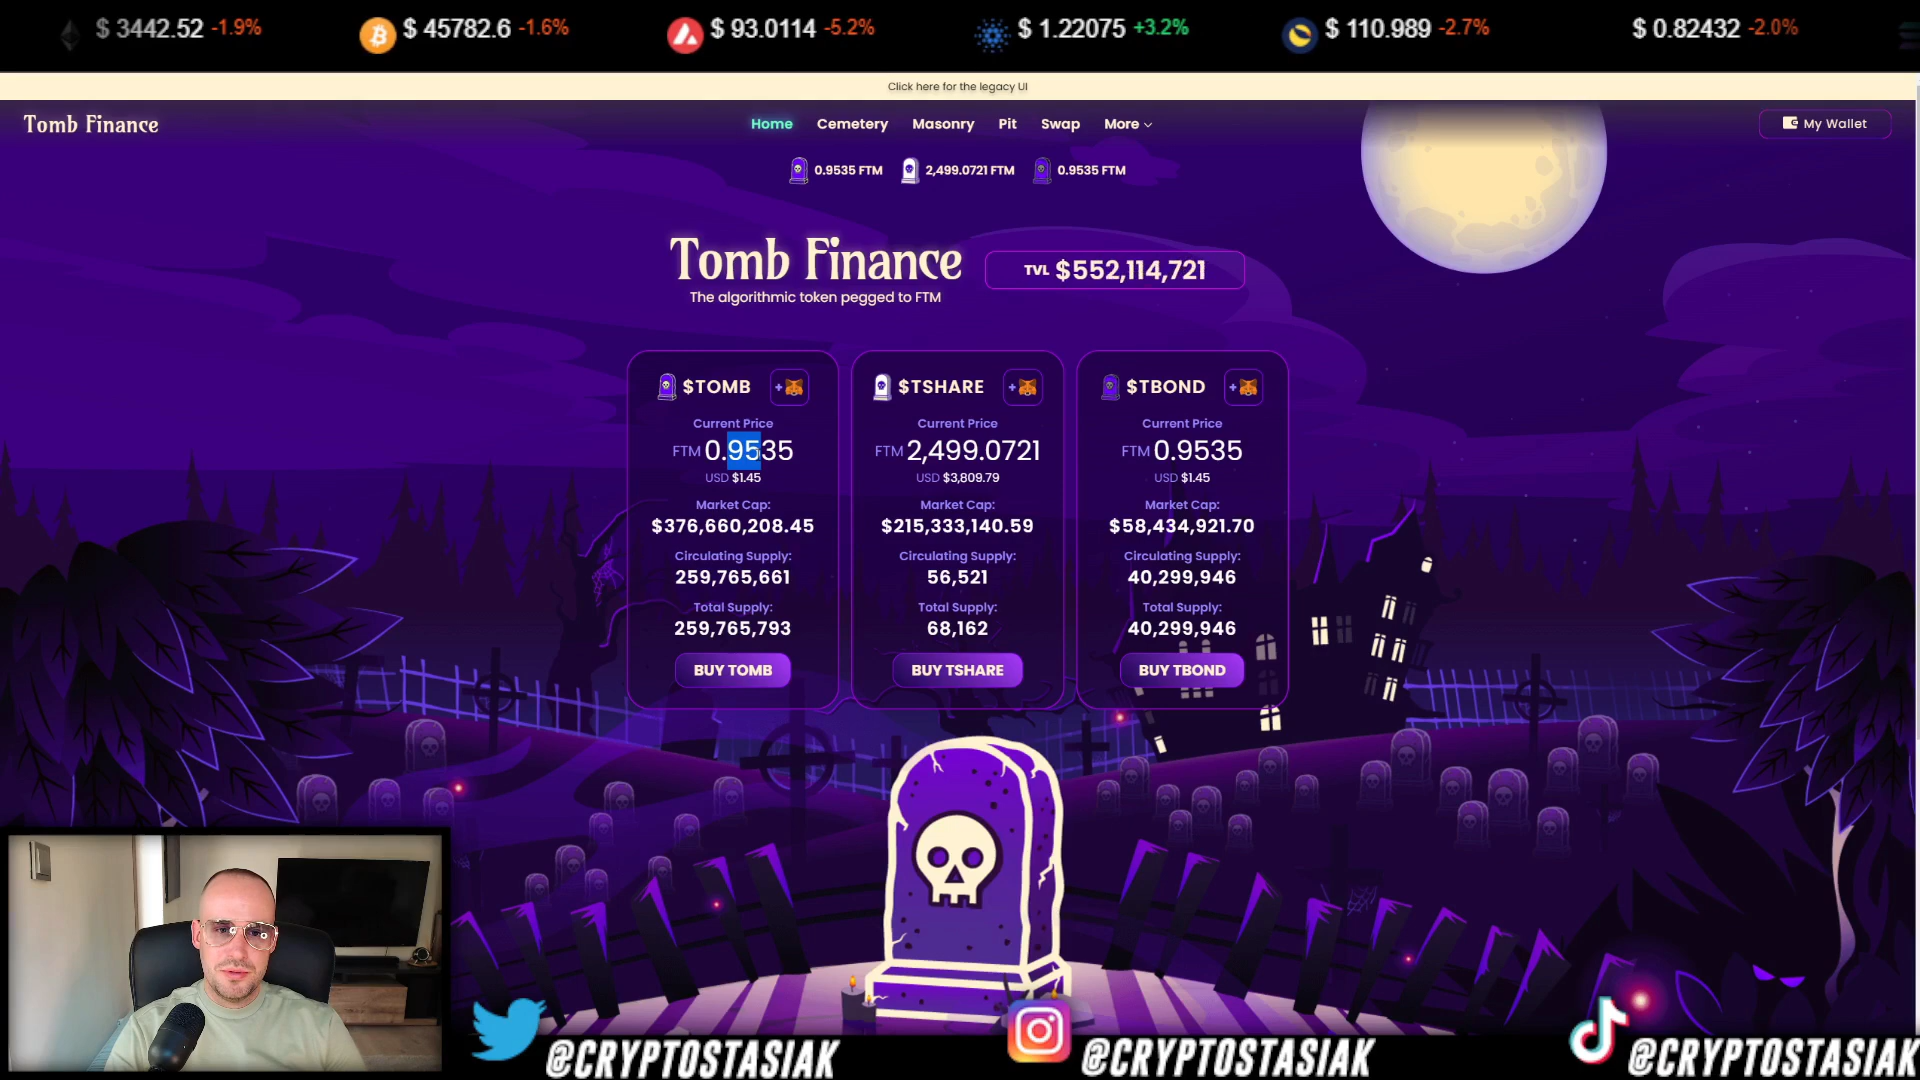 $ 3442.52 -1.9% $ 45782.6 -1.6% $ 93.0114 -5.2% $ 1.22075 +3.2% $ 110.989 -2.7% $ 0.82432 -2.0%
Click here for the legacy UI
Tomb Finance Home Cemetery Masonry Pit Swap More My Wallet
0.9535 FTM 2,499.0721 FTM 0.9535 FTM
Tomb Finance TVL $552,114,721
The algorithmic token pegged to FTM
$TOMB +
Current Price
FTM 0.9535
USD $1.45
Market Cap:
$376,660,208.45
Circulating Supply:
259,765,661
Total Supply:
259,765,793
BUY TOMB
$TSHARE +
Current Price
FTM 2,499.0721
USD $3,809.79
Market Cap:
$215,333,140.59
Circulating Supply:
56,521
Total Supply:
68,162
BUY TSHARE
$TBOND +
Current Price
FTM 0.9535
USD $1.45
Market Cap:
$58,434,921.70
Circulating Supply:
40,299,946
Total Supply:
40,299,946
BUY TBOND
@CRYPTOSTASIAK @CRYPTOSTASIAK @CRYPTOSTASIAK